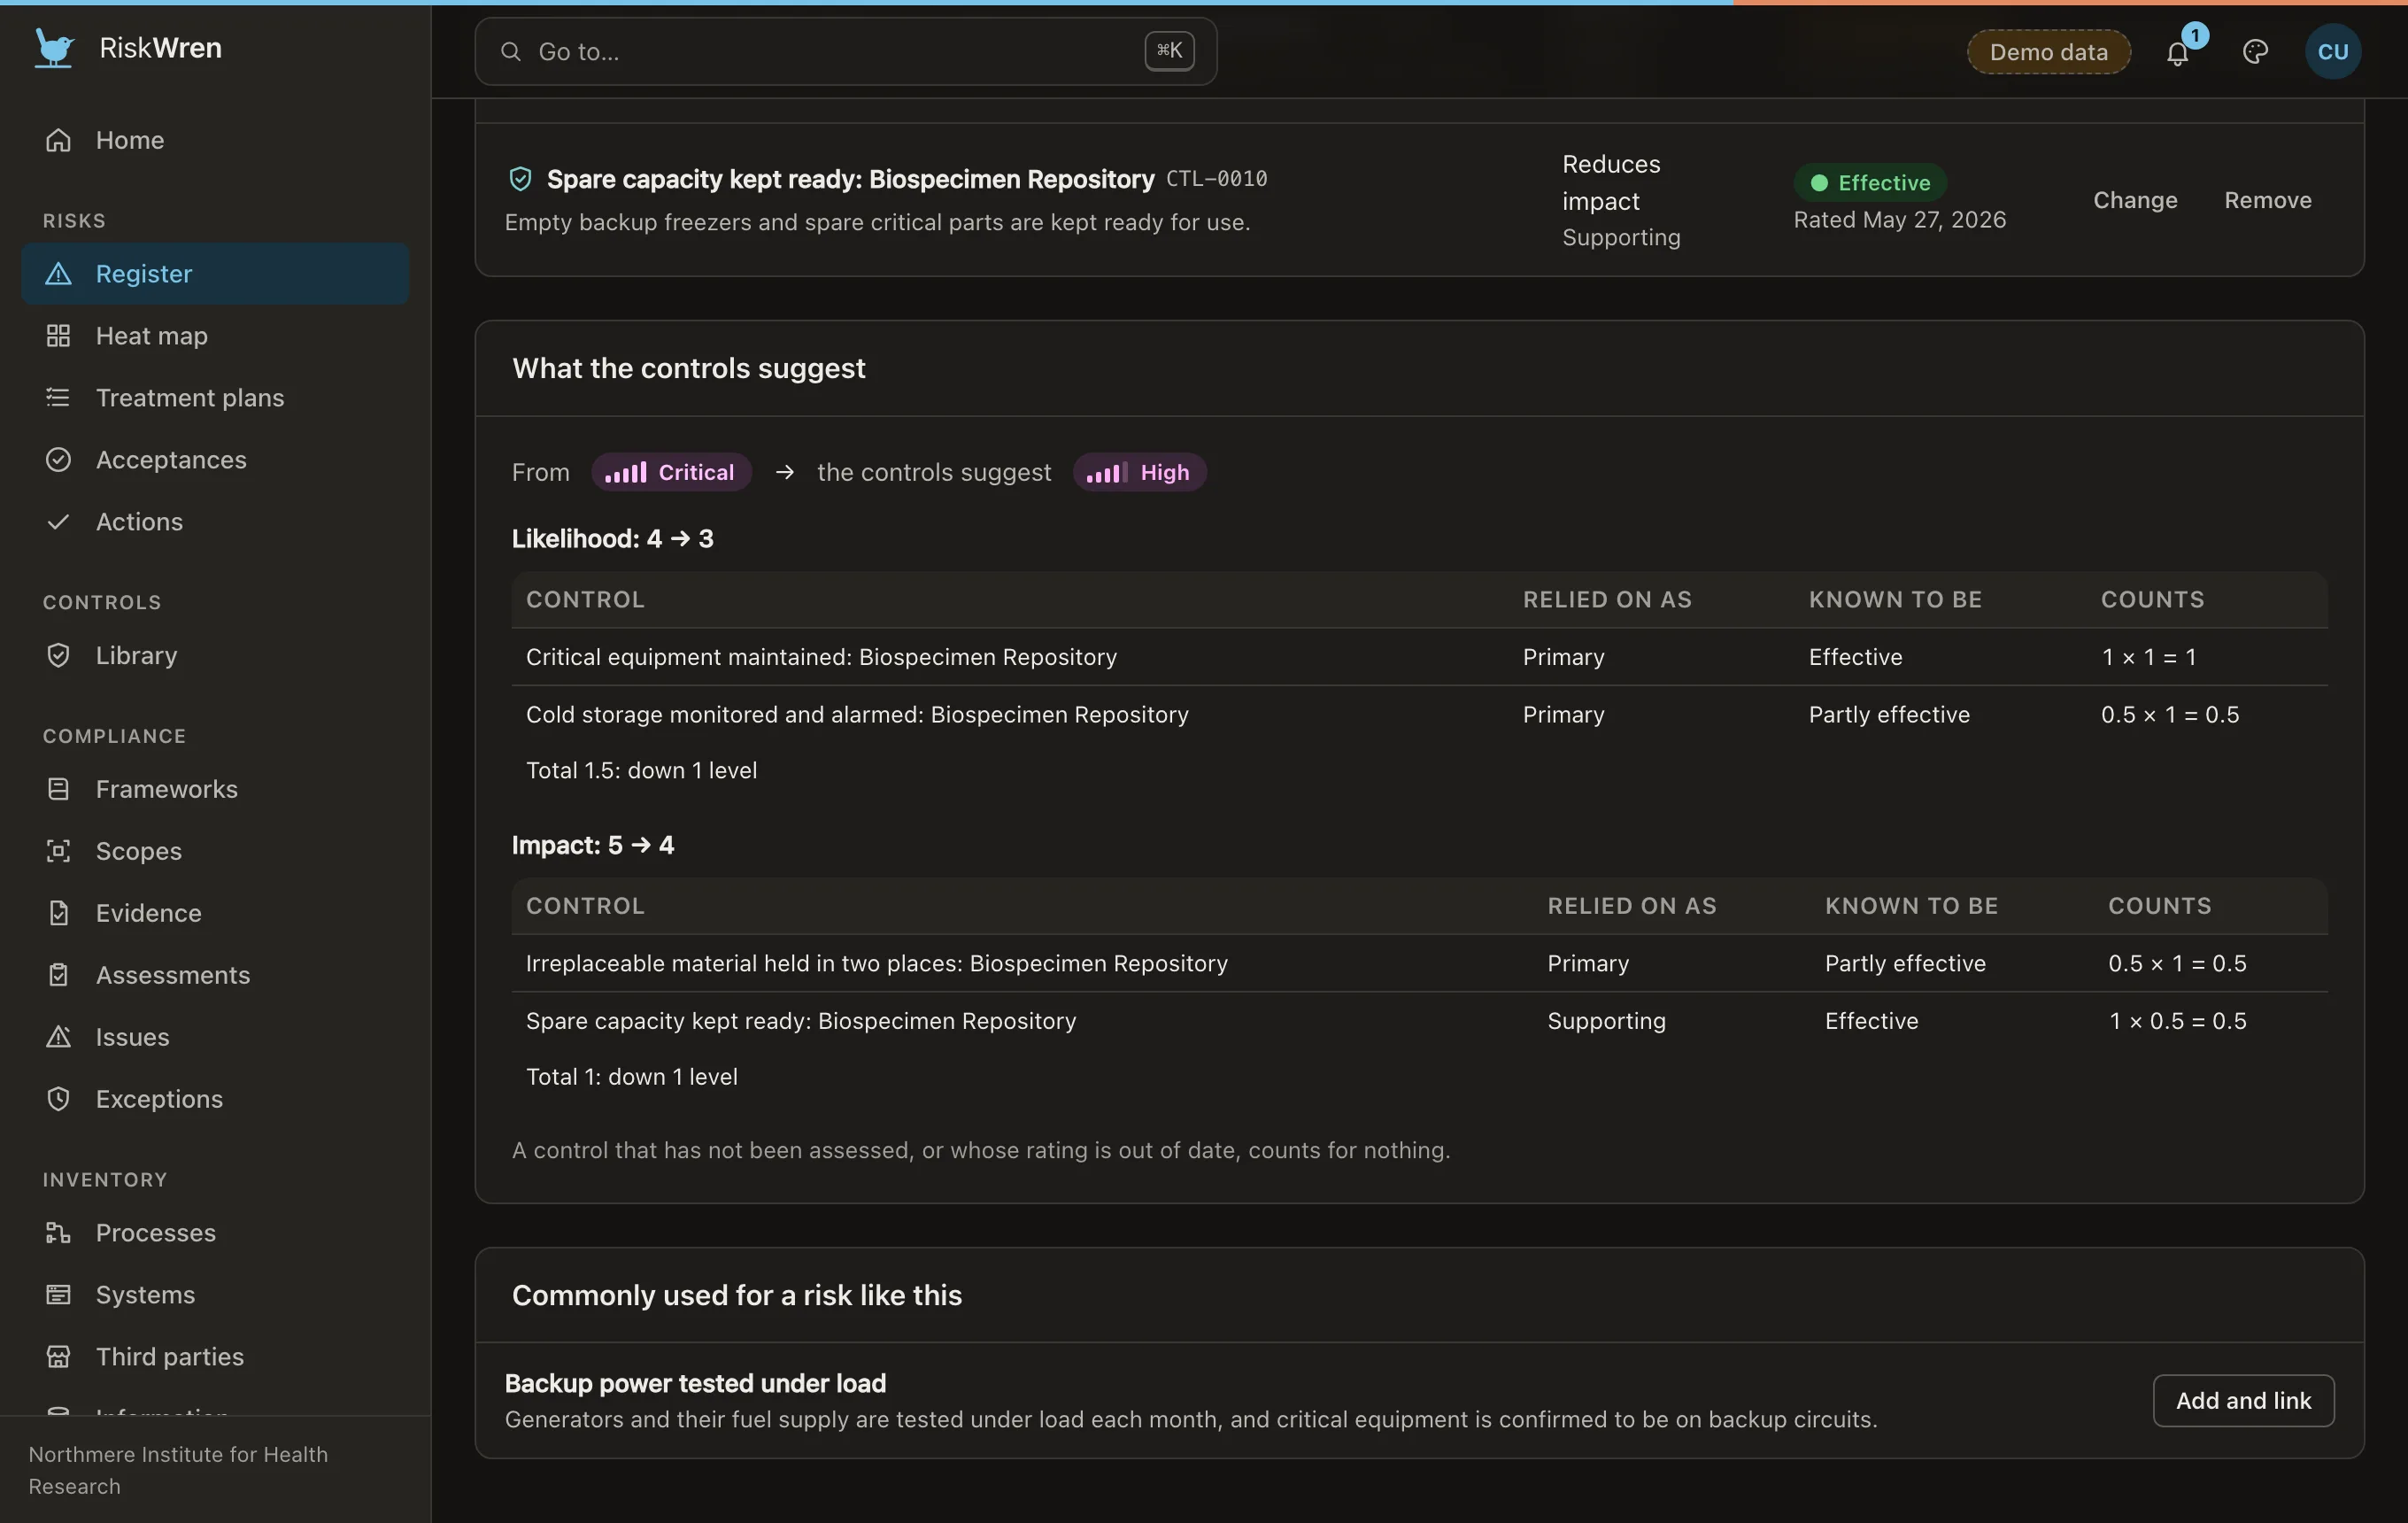 RiskWren
Go to...
⌘K
Demo data
1
CU
Home
RISKS
Register
Heat map
Treatment plans
Acceptances
Actions
CONTROLS
Library
COMPLIANCE
Frameworks
Scopes
Evidence
Assessments
Issues
Exceptions
INVENTORY
Processes
Systems
Third parties
Information
Northmere Institute for Health
Research
Spare capacity kept ready: Biospecimen Repository CTL-0010
Empty backup freezers and spare critical parts are kept ready for use.
Reduces
impact
Supporting
Effective
Rated May 27, 2026
Change
Remove
What the controls suggest
From Critical → the controls suggest High
Likelihood: 4 → 3
CONTROL RELIED ON AS KNOWN TO BE COUNTS
Critical equipment maintained: Biospecimen Repository Primary Effective 1 × 1 = 1
Cold storage monitored and alarmed: Biospecimen Repository Primary Partly effective 0.5 × 1 = 0.5
Total 1.5: down 1 level
Impact: 5 → 4
CONTROL RELIED ON AS KNOWN TO BE COUNTS
Irreplaceable material held in two places: Biospecimen Repository Primary Partly effective 0.5 × 1 = 0.5
Spare capacity kept ready: Biospecimen Repository Supporting Effective 1 × 0.5 = 0.5
Total 1: down 1 level
A control that has not been assessed, or whose rating is out of date, counts for nothing.
Commonly used for a risk like this
Backup power tested under load
Generators and their fuel supply are tested under load each month, and critical equipment is confirmed to be on backup circuits.
Add and link